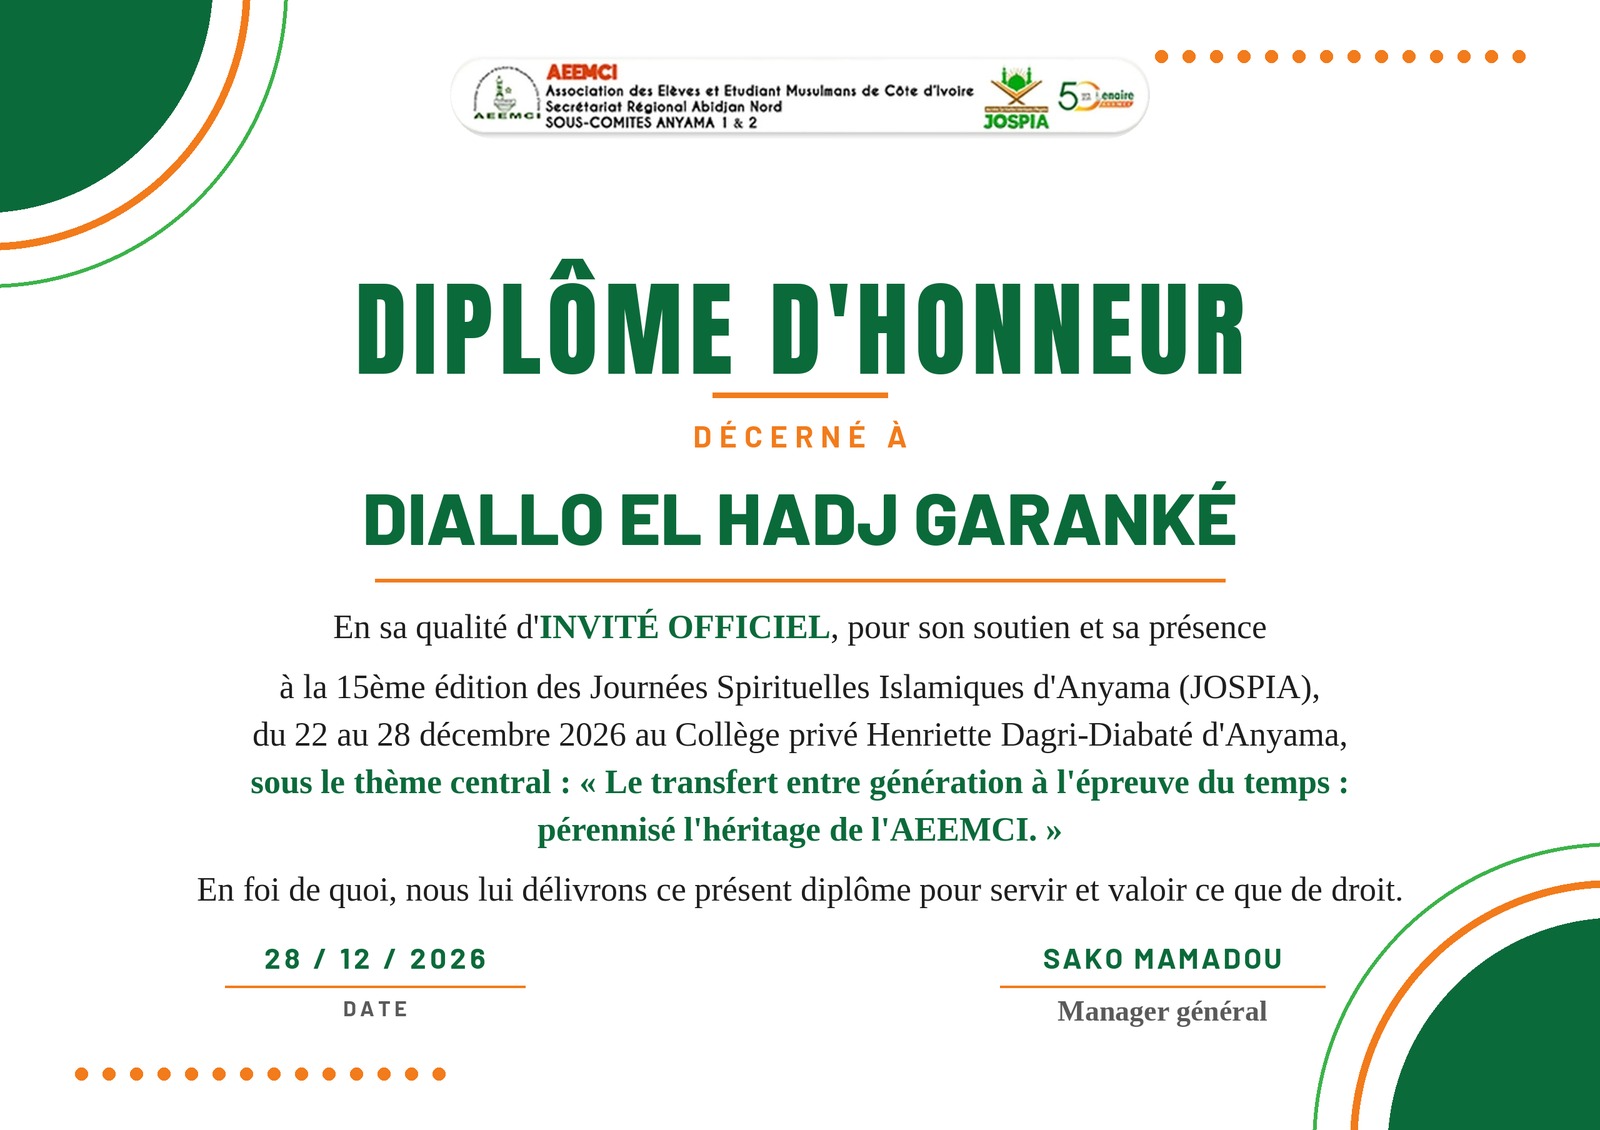 AEEMCI
Association des Elèves et Etudiant Musulmans de Côte d'Ivoire
Secrétariat Régional Abidjan Nord
SOUS-COMITES ANYAMA 1 & 2
AEEMCI
JOSPIA
50 enaire
DIPLÔME D'HONNEUR
DÉCERNÉ À
DIALLO EL HADJ GARANKÉ
En sa qualité d'INVITÉ OFFICIEL, pour son soutien et sa présence
à la 15ème édition des Journées Spirituelles Islamiques d'Anyama (JOSPIA),
du 22 au 28 décembre 2026 au Collège privé Henriette Dagri-Diabaté d'Anyama,
sous le thème central : « Le transfert entre génération à l'épreuve du temps :
pérennisé l'héritage de l'AEEMCI. »
En foi de quoi, nous lui délivrons ce présent diplôme pour servir et valoir ce que de droit.
28 / 12 / 2026
DATE
SAKO MAMADOU
Manager général